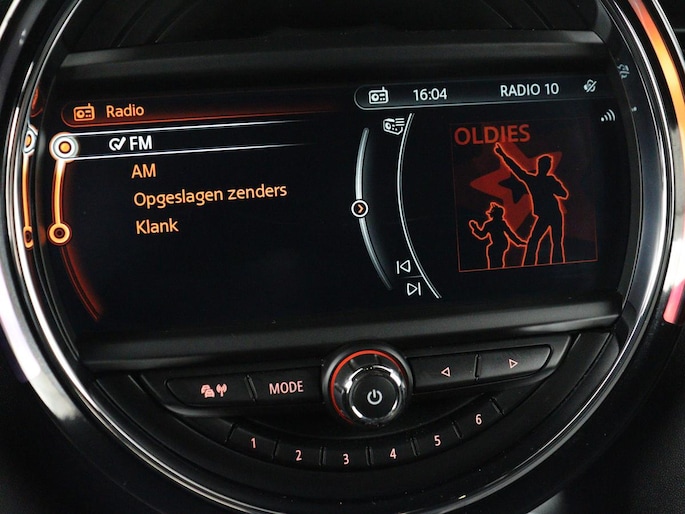 Radio
16:04 RADIO 10
FM
AM
Opgeslagen zenders
Klank
OLDIES
MODE
1 2 3 4 5 6